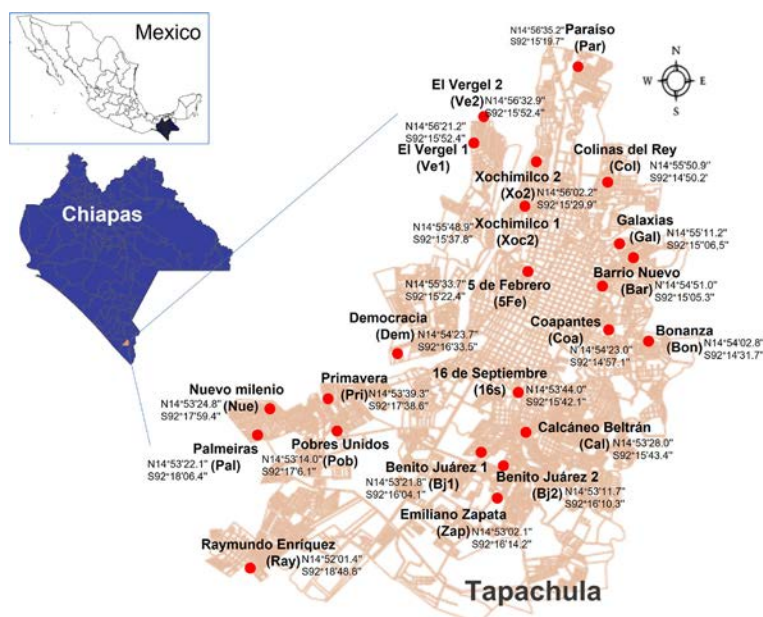 Mexico
Chiapas
N
W E
S
Paraíso
(Par)
N14°56'35.2"
S92°15'19.7"
El Vergel 2
(Ve2)
N14°56'32.9"
S92°15'52.4"
N14°56'21.2"
S92°15'52.4"
El Vergel 1
(Ve1)
Colinas del Rey
(Col)
N14°55'50.9"
S92°14'50.2'
Xochimilco 2
(Xo2)
N14°56'02.2"
S92°15'29.9"
Xochimilco 1
(Xoc2)
N14°55'48.9"
S92°15'37.8"
Galaxias
(Gal)
N14°55'11.2"
S92°15"06,5"
Barrio Nuevo
(Bar)
N'14°54'51.0"
S92°15'05.3"
5 de Febrero
(5Fe)
N14°55'33.7"
S92°15'22.4"
Democracia
(Dem)
N14°54'23.7"
S92°16'33.5"
Coapantes
(Coa)
N'14°54'23.0"
S92°14'57.1"
Bonanza
(Bon)
N14°54'02.8"
S92°14'31.7"
16 de Septiembre
(16s)
N14°53'44.0"
S92°15'42.1"
Primavera
(Pri)
N14°53'39.3"
S92°17'38.6"
Nuevo milenio
(Nue)
N14°53'24.8"
S92°17'59.4"
Calcáneo Beltrán
(Cal)
N14°53'28.0"
S92°15'43.4"
Palmeiras
(Pal)
N14°53'22.1"
S92°18'06.4"
Pobres Unidos
(Pob)
N14°53'14.0"
S92°17'6.1"
Benito Juárez 1
(Bj1)
N14°53'21.8"
S92°16'04.1"
Benito Juárez 2
(Bj2)
N14°53'11.7"
S92°16'10.3"
Emiliano Zapata
(Zap)
N14°53'02.1"
S92°16'14.2"
Raymundo Enríquez
(Ray)
N14°52'01.4"
S92°18'48.8"
Tapachula